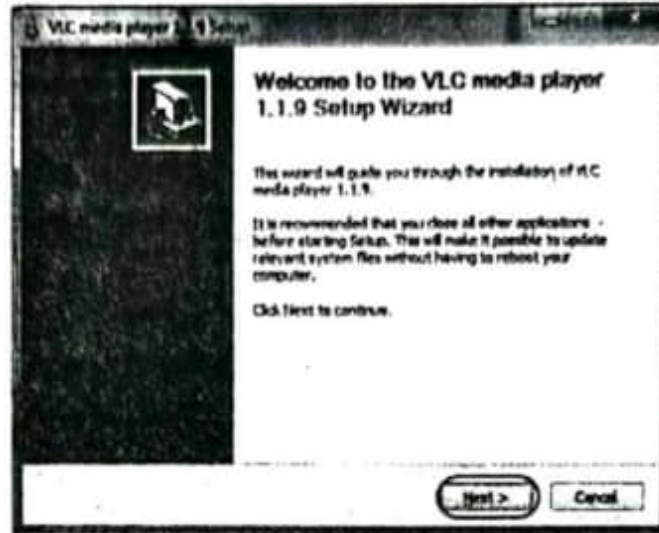 VLC media player 1.1.9 Setup
Welcome to the VLC media player
1.1.9 Setup Wizard
This wizard will guide you through the installation of VLC
media player 1.1.9.
It is recommended that you close all other applications
before starting Setup. This will make it possible to update
relevant system files without having to reboot your
computer.
Click Next to continue.
Next >
Cancel